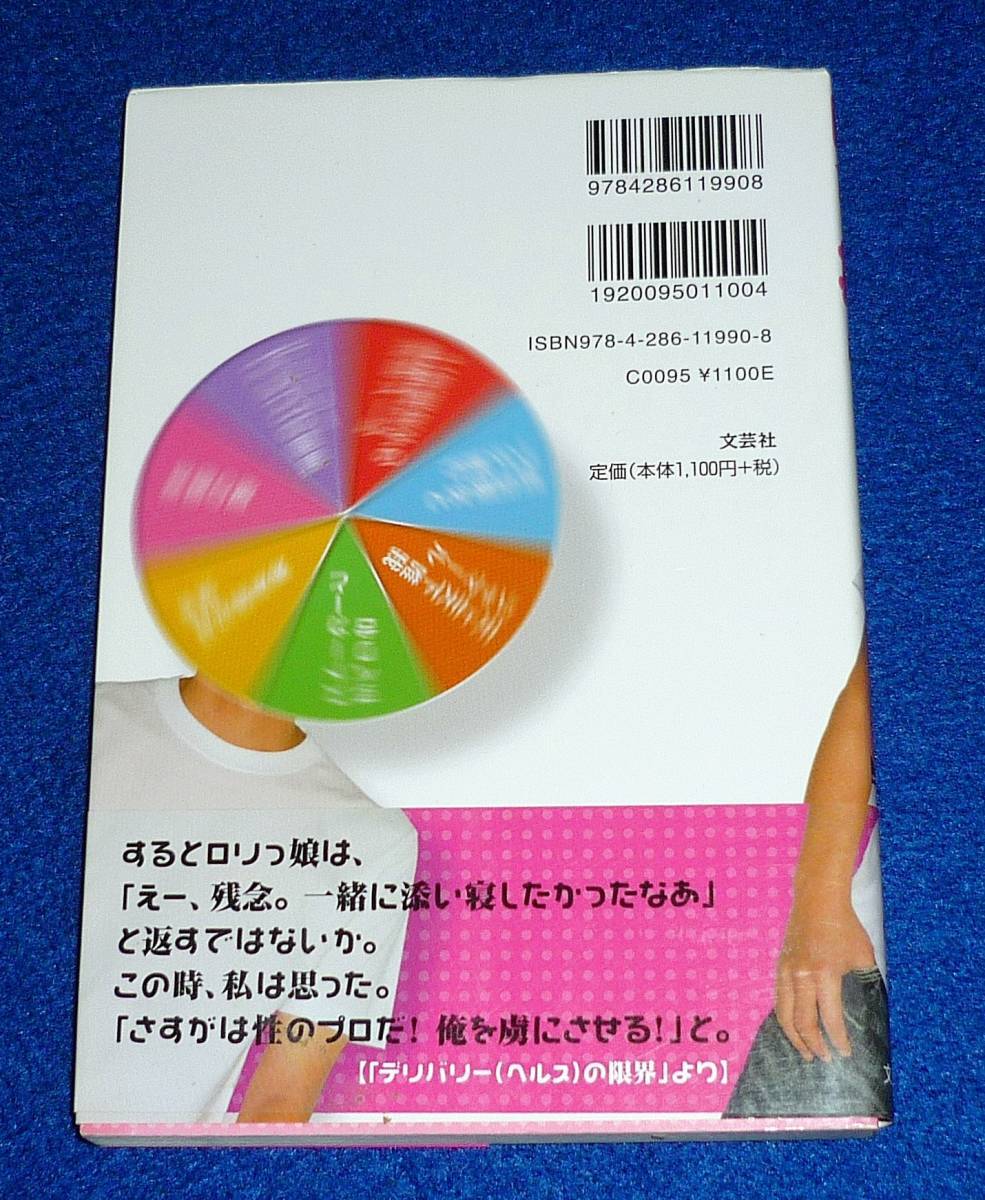 9784286119908
1920095011004
ISBN978-4-286-11990-8
C0095 ¥1100E
文芸社
定価(本体1,100円+税)
するとロリっ娘は、
「えー、残念。一緒に添い寝したかったなあ」
と返すではないか。
この時、私は思った。
「さすがは性のプロだ！ 俺を虜にさせる！」と。
【「デリバリー(ヘルス)の限界」より】